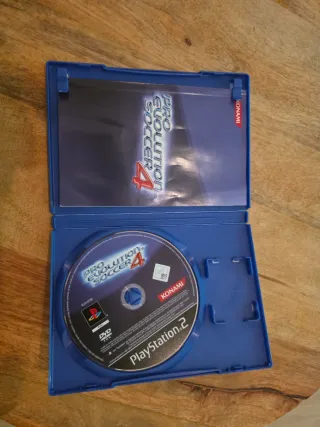 PRO
EVOLUTION
SOCCER 4
KONAMI
PRO
EVOLUTION
SOCCER 4
KONAMI
DVD
PlayStation.2